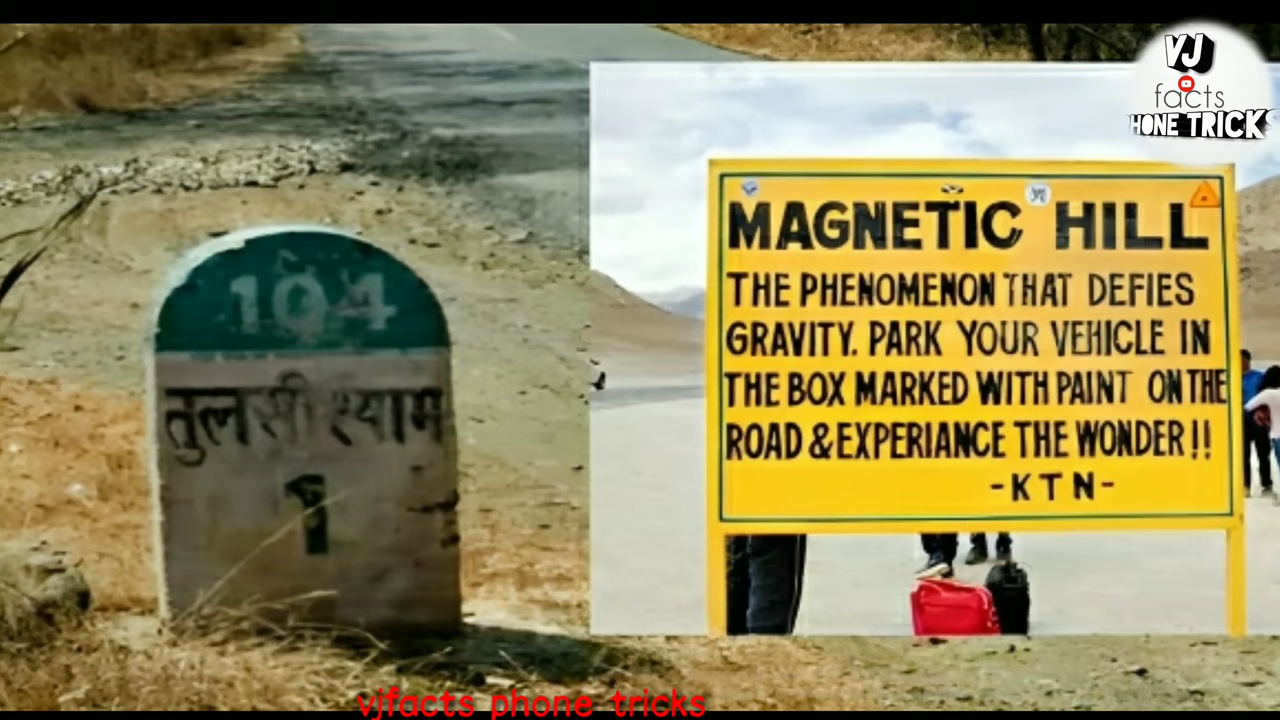 104
तुलसी श्याम
1
MAGNETIC HILL
THE PHENOMENON THAT DEFIES
GRAVITY. PARK YOUR VEHICLE IN
THE BOX MARKED WITH PAINT ON THE
ROAD & EXPERIANCE THE WONDER !!
-KTN-
VJ
facts
HONE TRICK
vjfacts phone tricks